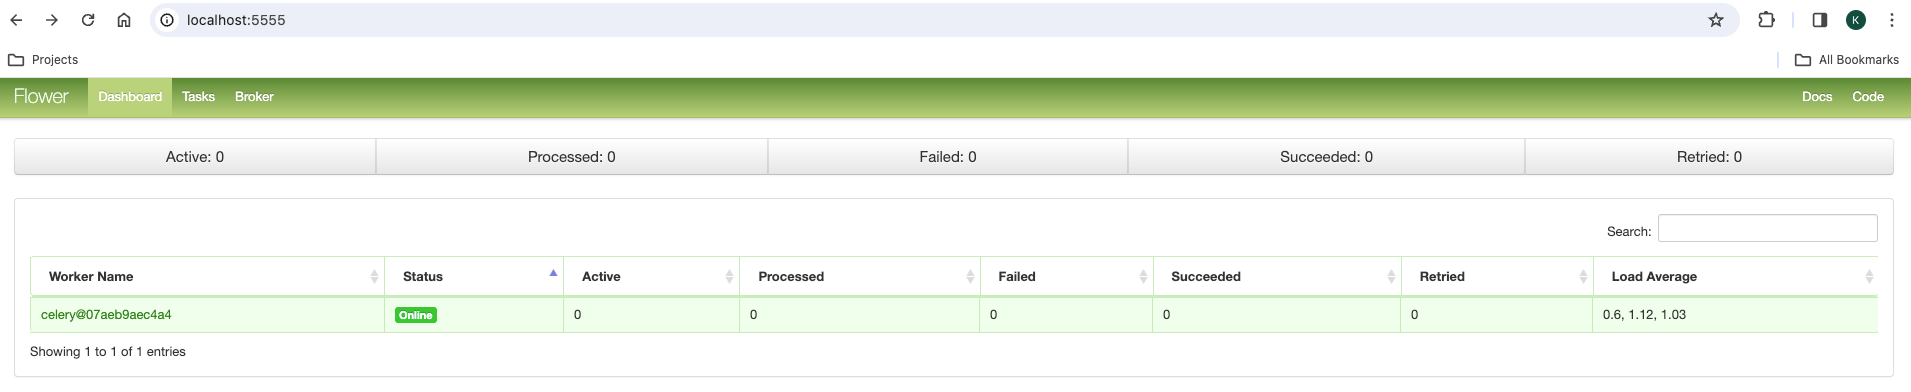 localhost:5555
K
Projects
All Bookmarks
Flower Dashboard Tasks Broker Docs Code
Active: 0 Processed: 0 Failed: 0 Succeeded: 0 Retried: 0
Search:
Worker Name Status Active Processed Failed Succeeded Retried Load Average
celery@07aeb9aec4a4 Online 0 0 0 0 0 0.6, 1.12, 1.03
Showing 1 to 1 of 1 entries